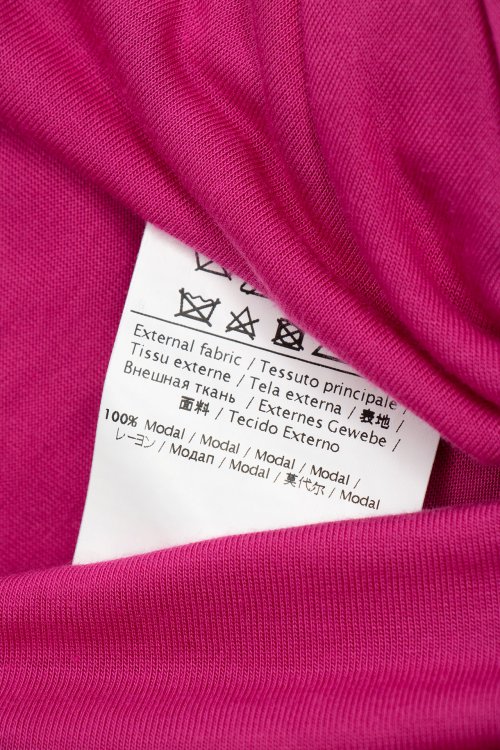 External fabric / Tessuto principale /
Tissu externe / Tela externa / 表地 /
Внешная ткань / Externes Gewebe /
面料 / Tecido Externo
100% Modal / Modal / Modal / Modal /
レーヨン / Модал / Modal / 莫代尔 / Modal